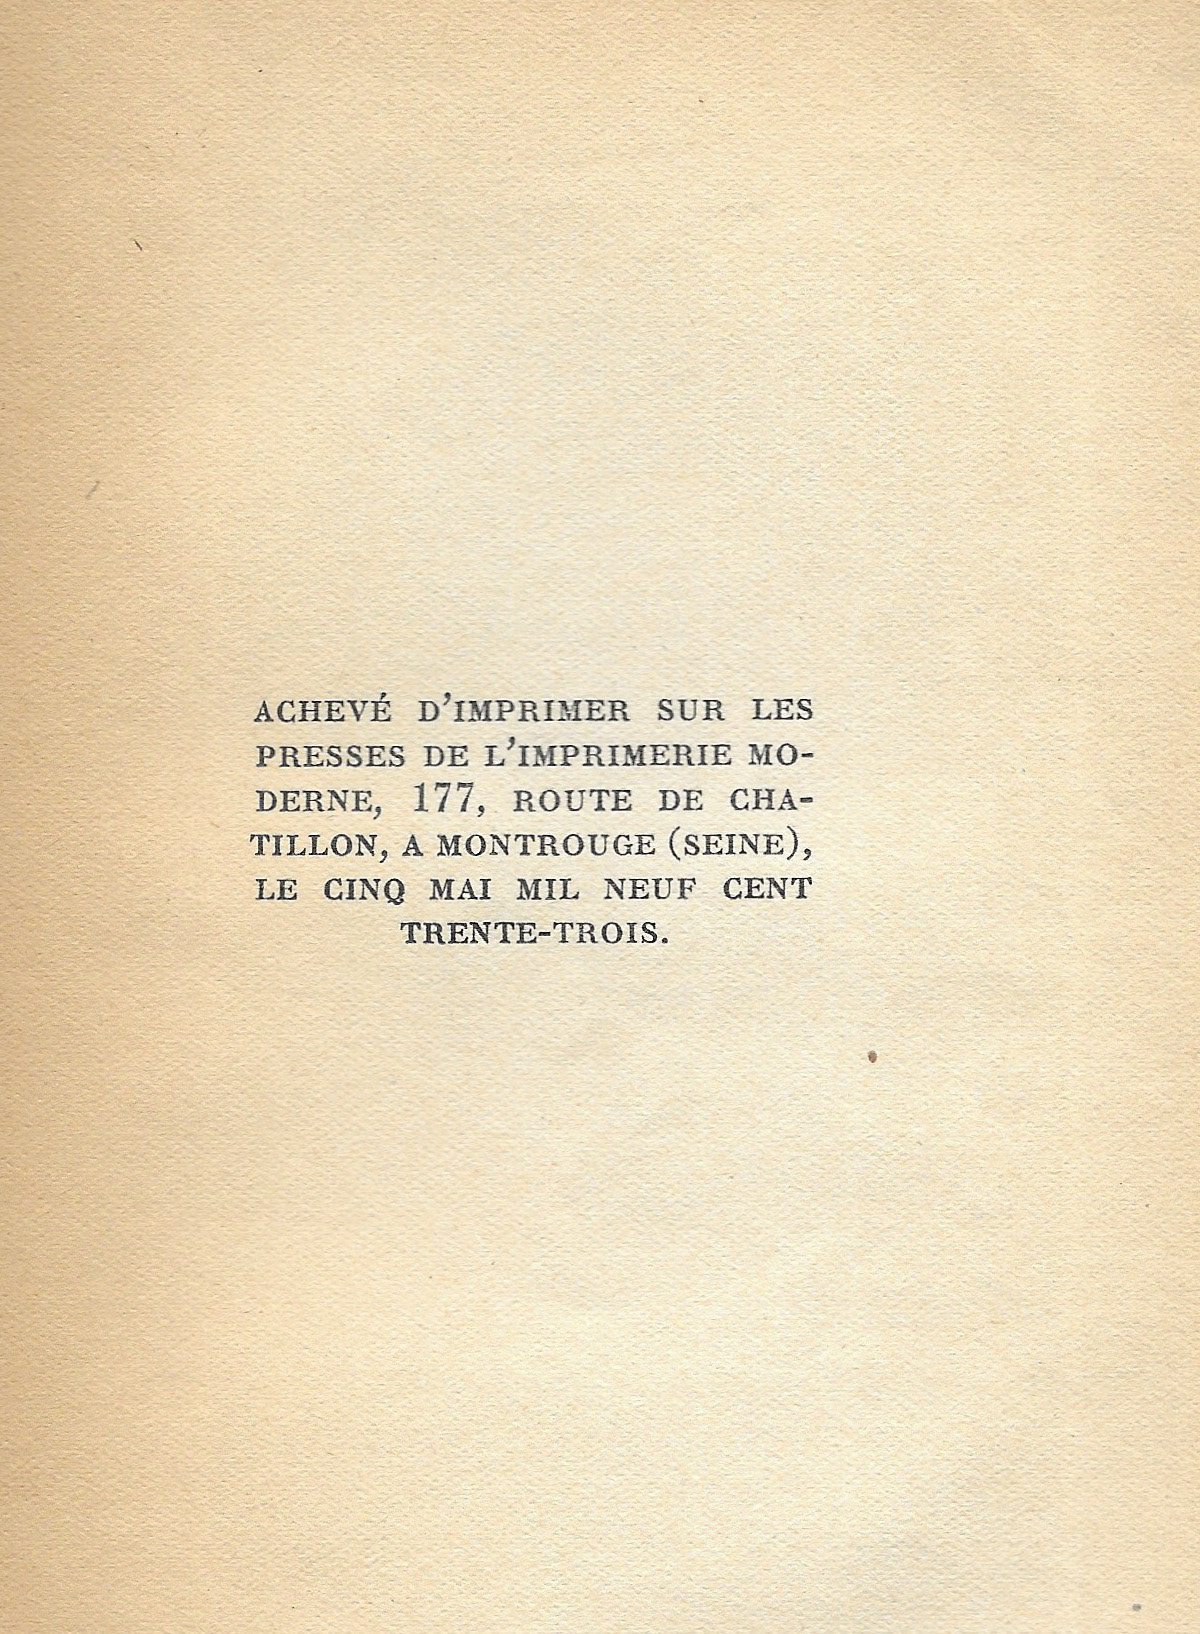 ACHEVÉ D'IMPRIMER SUR LES
PRESSES DE L'IMPRIMERIE MO-
DERNE, 177, ROUTE DE CHA-
TILLON, A MONTROUGE (SEINE),
LE CINQ MAI MIL NEUF CENT
TRENTE-TROIS.